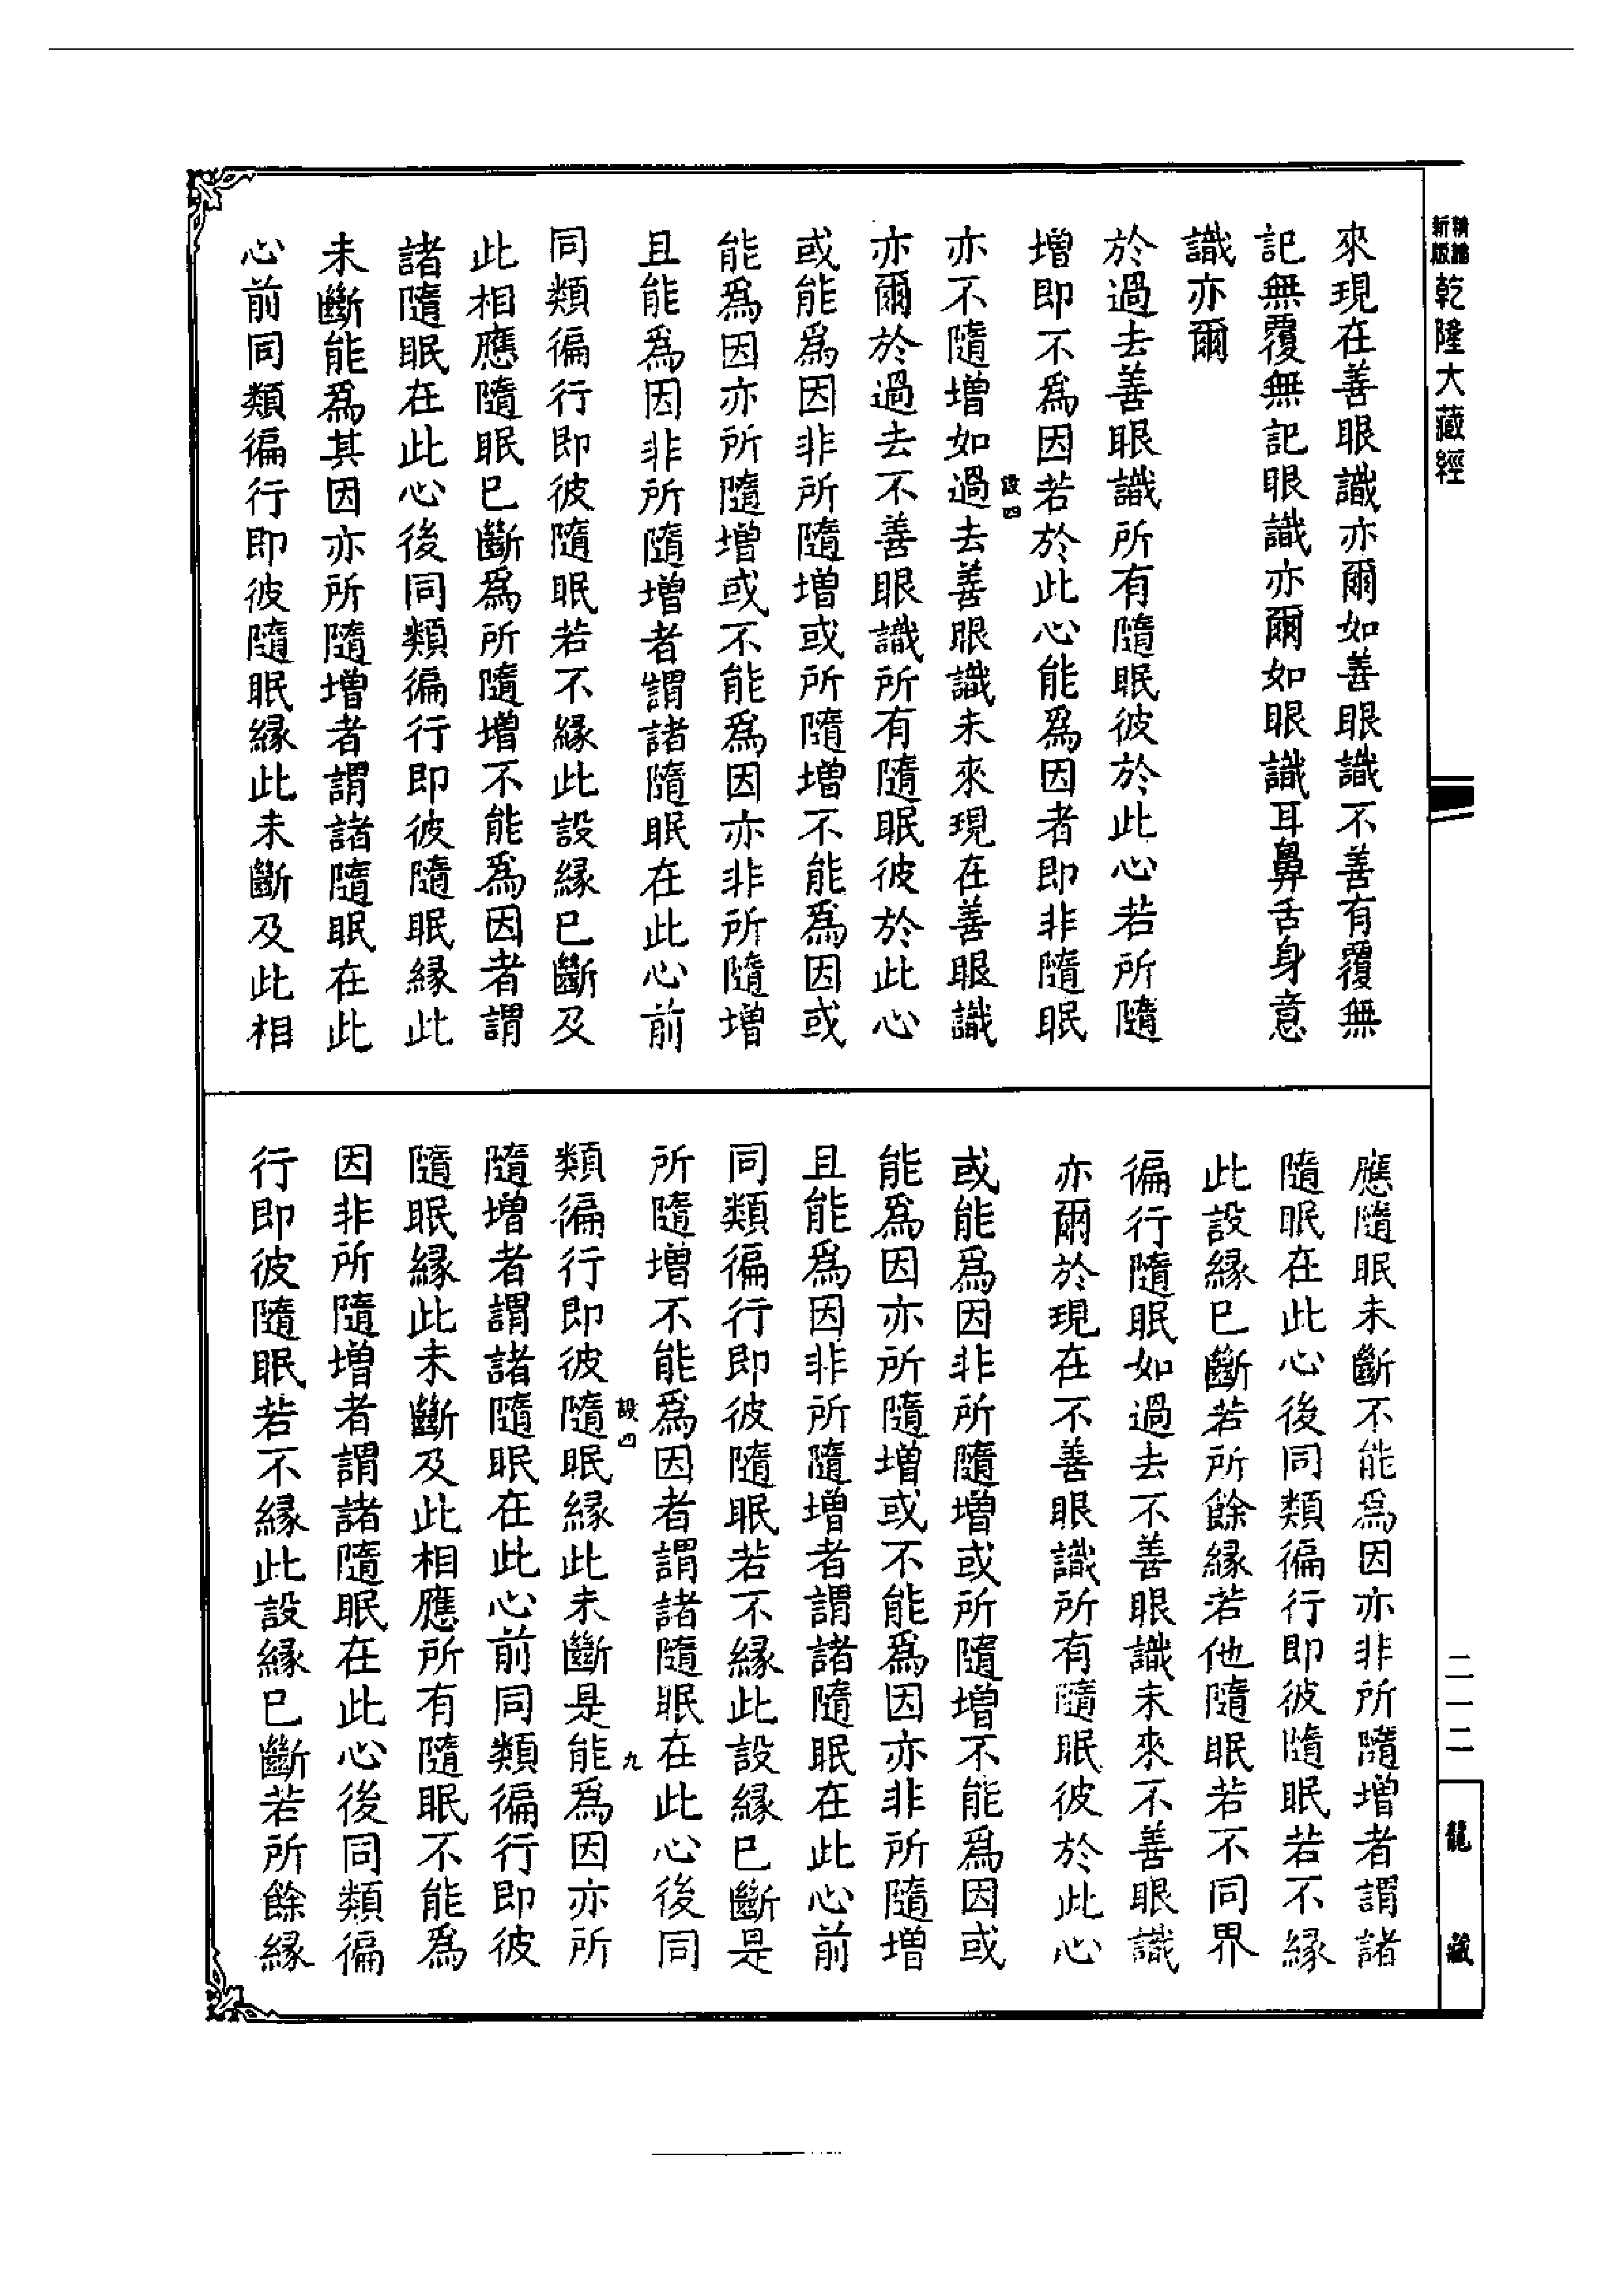 來現在善眼識亦爾如善眼識不善有覆無
記無覆無記眼識亦爾如眼識耳鼻舌身意
識亦爾
於過去善眼識所有隨眠彼於此心若所隨
增即不爲因若於此心能爲因者即非隨眠
設四
亦不隨增如過去善眼識未來現在善眼識
亦爾於過去不善眼識所有隨眠彼於此心
或能爲因非所隨增或所隨增不能爲因或
能爲因亦所隨增或不能爲因亦非所隨增
且能爲因非所隨增者謂諸隨眠在此心前
同類徧行即彼隨眠若不緣此設緣已斷及
此相應隨眠已斷爲所隨增不能爲因者謂
諸隨眠在此心後同類徧行即彼隨眠緣此
未斷能爲其因亦所隨增者謂諸隨眠在此
心前同類徧行即彼隨眠緣此未斷及此相
應隨眠未斷不能爲因亦非所隨增者謂諸
隨眠在此心後同類徧行即彼隨眠若不緣
此設緣已斷若所餘緣若他隨眠若不同界
徧行隨眠如過去不善眼識未來不善眼識
亦爾於現在不善眼識所有隨眠彼於此心
或能爲因非所隨增或所隨增不能爲因或
能爲因亦所隨增或不能爲因亦非所隨增
且能爲因非所隨增者謂諸隨眠在此心前
同類徧行即彼隨眠若不緣此設緣已斷是
所隨增不能爲因者謂諸隨眠在此心後同
設四 九
類徧行即彼隨眠緣此未斷是能爲因亦所
隨增者謂諸隨眠在此心前同類徧行即彼
隨眠緣此未斷及此相應所有隨眠不能爲
因非所隨增者謂諸隨眠在此心後同類徧
行即彼隨眠若不緣此設緣已斷若所餘緣
精編
新版
乾隆大藏經
二一二
龍藏